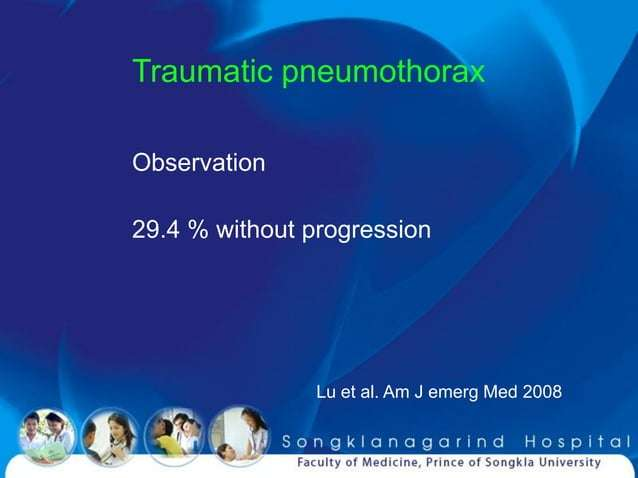 Traumatic pneumothorax
Observation
29.4 % without progression
Lu et al. Am J emerg Med 2008
Songklanagarind Hospital
Faculty of Medicine, Prince of Songkla University